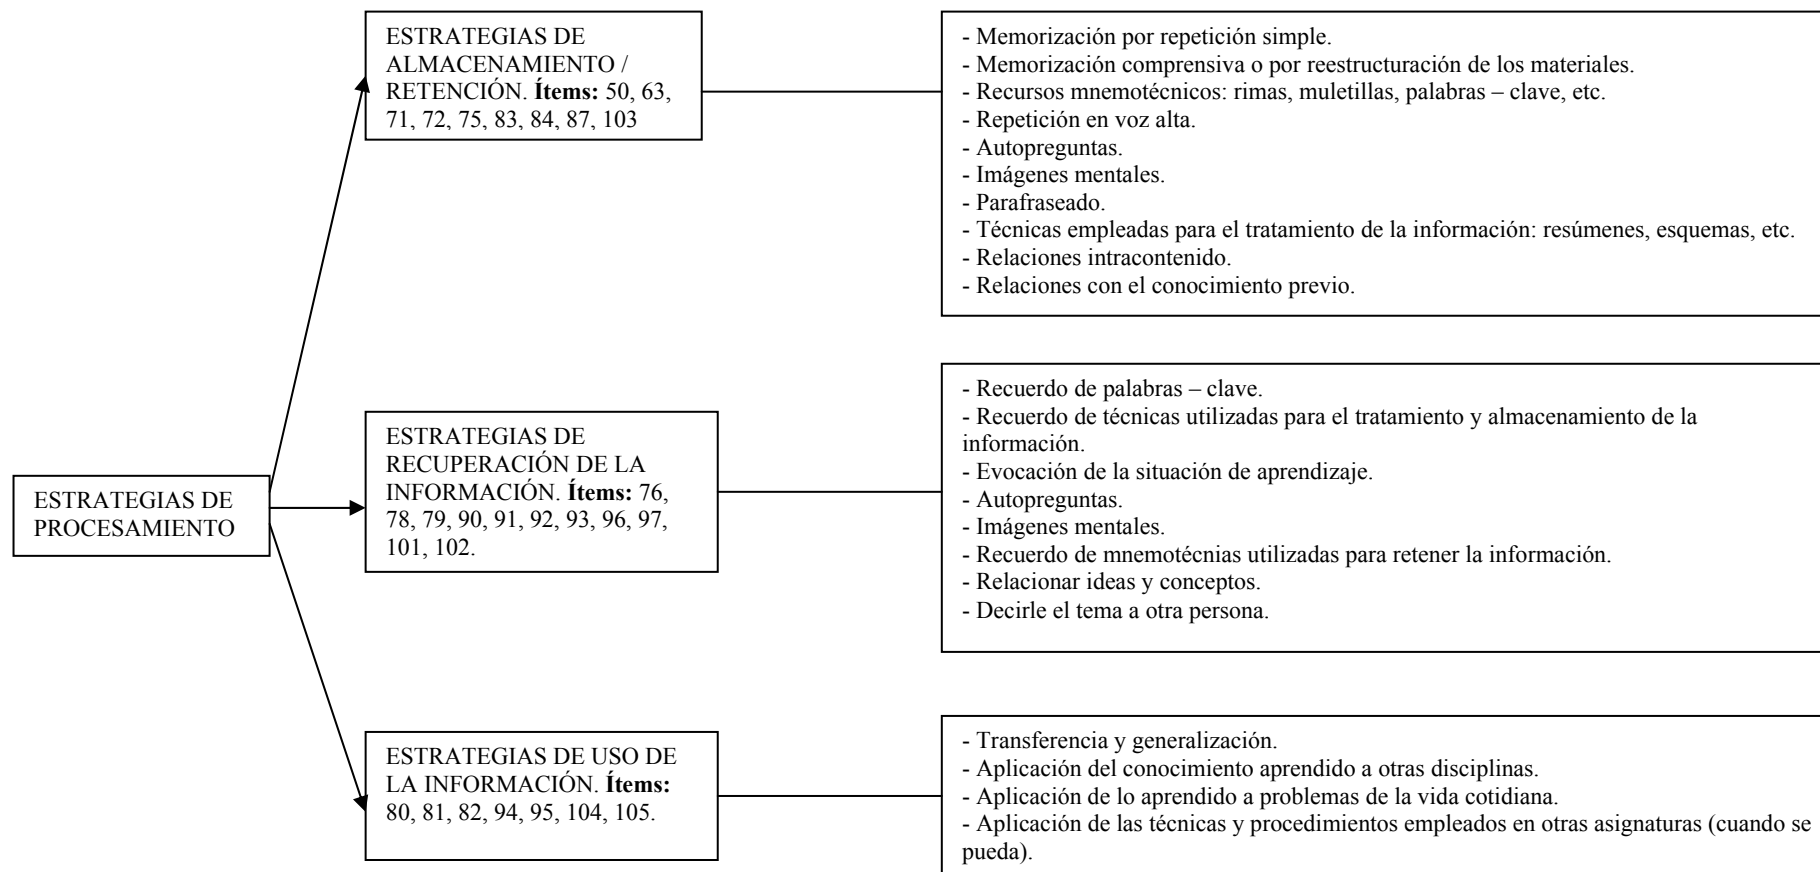 ESTRATEGIAS DE
PROCESAMIENTO
ESTRATEGIAS DE
ALMACENAMIENTO /
RETENCIÓN. Ítems: 50, 63,
71, 72, 75, 83, 84, 87, 103
- Memorización por repetición simple.
- Memorización comprensiva o por reestructuración de los materiales.
- Recursos mnemotécnicos: rimas, muletillas, palabras – clave, etc.
- Repetición en voz alta.
- Autopreguntas.
- Imágenes mentales.
- Parafraseado.
- Técnicas empleadas para el tratamiento de la información: resúmenes, esquemas, etc.
- Relaciones intracontenido.
- Relaciones con el conocimiento previo.
ESTRATEGIAS DE
RECUPERACIÓN DE LA
INFORMACIÓN. Ítems: 76,
78, 79, 90, 91, 92, 93, 96, 97,
101, 102.
- Recuerdo de palabras – clave.
- Recuerdo de técnicas utilizadas para el tratamiento y almacenamiento de la
información.
- Evocación de la situación de aprendizaje.
- Autopreguntas.
- Imágenes mentales.
- Recuerdo de mnemotécnias utilizadas para retener la información.
- Relacionar ideas y conceptos.
- Decirle el tema a otra persona.
ESTRATEGIAS DE USO DE
LA INFORMACIÓN. Ítems:
80, 81, 82, 94, 95, 104, 105.
- Transferencia y generalización.
- Aplicación del conocimiento aprendido a otras disciplinas.
- Aplicación de lo aprendido a problemas de la vida cotidiana.
- Aplicación de las técnicas y procedimientos empleados en otras asignaturas (cuando se
pueda).